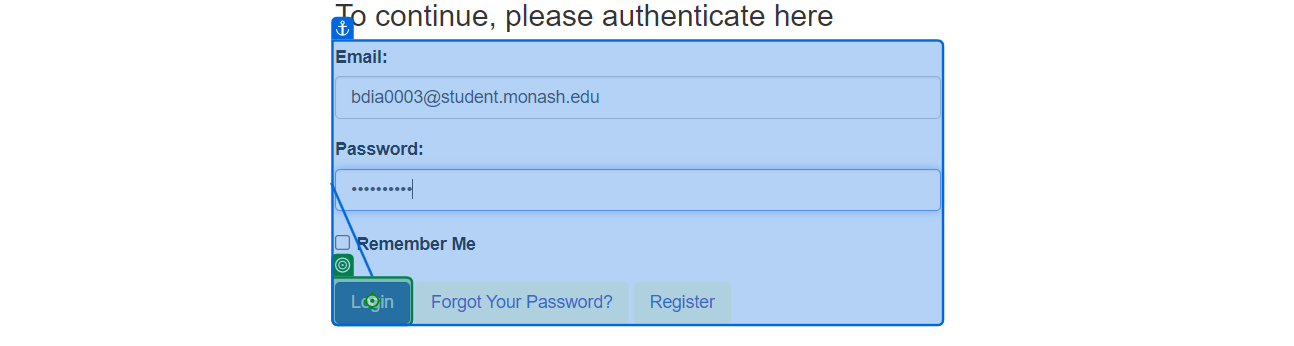 To continue, please authenticate here
Email:
bdia0003@student.monash.edu
Password:
••••••••••
Remember Me
Login Forgot Your Password? Register